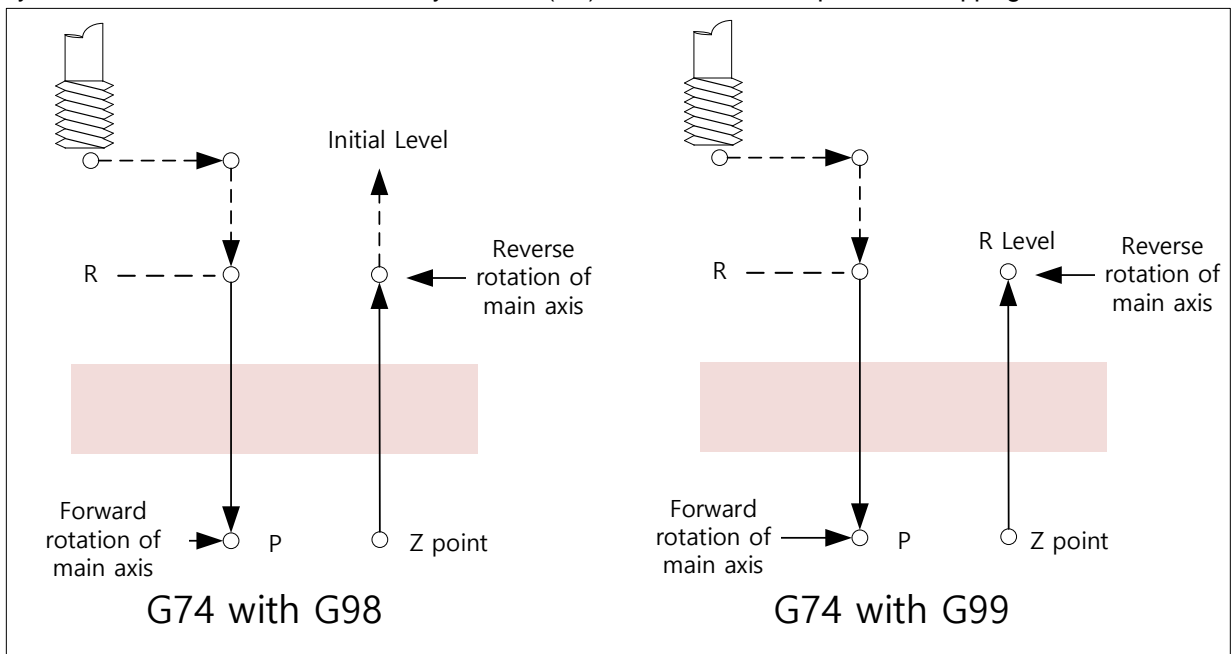 Initial Level
R
Reverse
rotation of
main axis
Forward
rotation of
main axis
P
Z point
G74 with G98
R Level
R
Reverse
rotation of
main axis
Forward
rotation of
main axis
P
Z point
G74 with G99